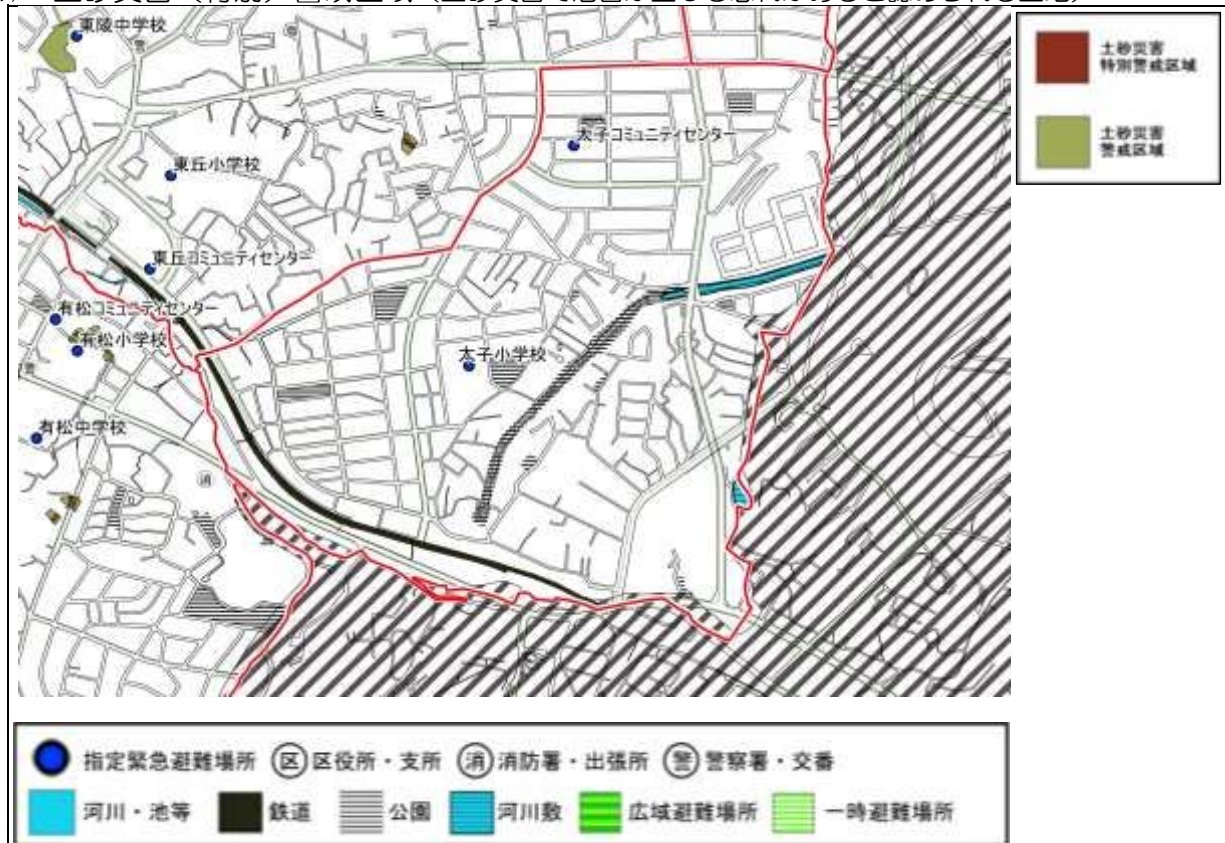 東陵中学校
東丘小学校
太子コミュニティセンター
東丘コミュニティセンター
有松コミュニティセンター
有松小学校
太子小学校
有松中学校
消
土砂災害
特別警戒区域
土砂災害
警戒区域
指定緊急避難場所 区 区役所・支所 消 消防署・出張所 警 警察署・交番
河川・池等 鉄道 公園 河川敷 広域避難場所 一時避難場所